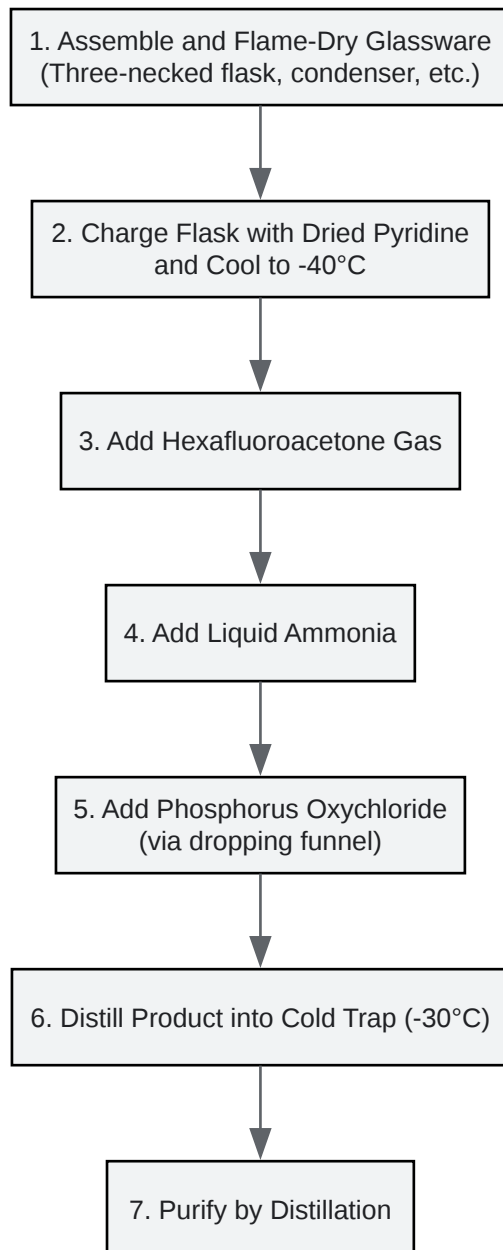 1. Assemble and Flame-Dry Glassware
(Three-necked flask, condenser, etc.)
2. Charge Flask with Dried Pyridine
and Cool to -40°C
3. Add Hexafluoroacetone Gas
4. Add Liquid Ammonia
5. Add Phosphorus Oxychloride
(via dropping funnel)
6. Distill Product into Cold Trap (-30°C)
7. Purify by Distillation